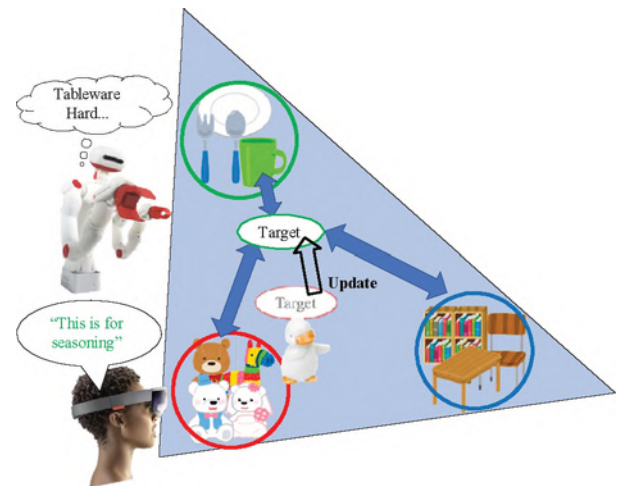 Tableware
Hard...
Target
Update
Target
“This is for
seasoning”